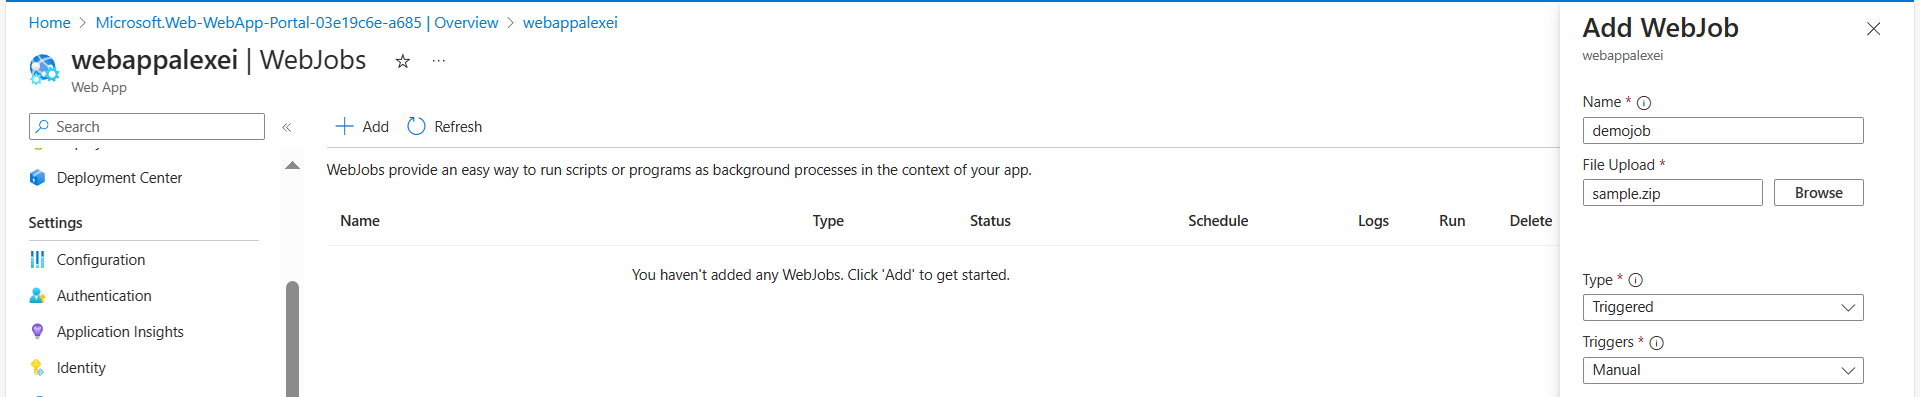 Home > Microsoft.Web-WebApp-Portal-03e19c6e-a685 | Overview > webappalexei
webappalexei | WebJobs ☆ ···
Web App
Search «
Deployment Center
Settings
Configuration
Authentication
Application Insights
Identity
+ Add Refresh
WebJobs provide an easy way to run scripts or programs as background processes in the context of your app.
Name Type Status Schedule Logs Run Delete
You haven't added any WebJobs. Click 'Add' to get started.
Add WebJob
webappalexei
Name *
demojob
File Upload *
sample.zip Browse
Type *
Triggered
Triggers *
Manual